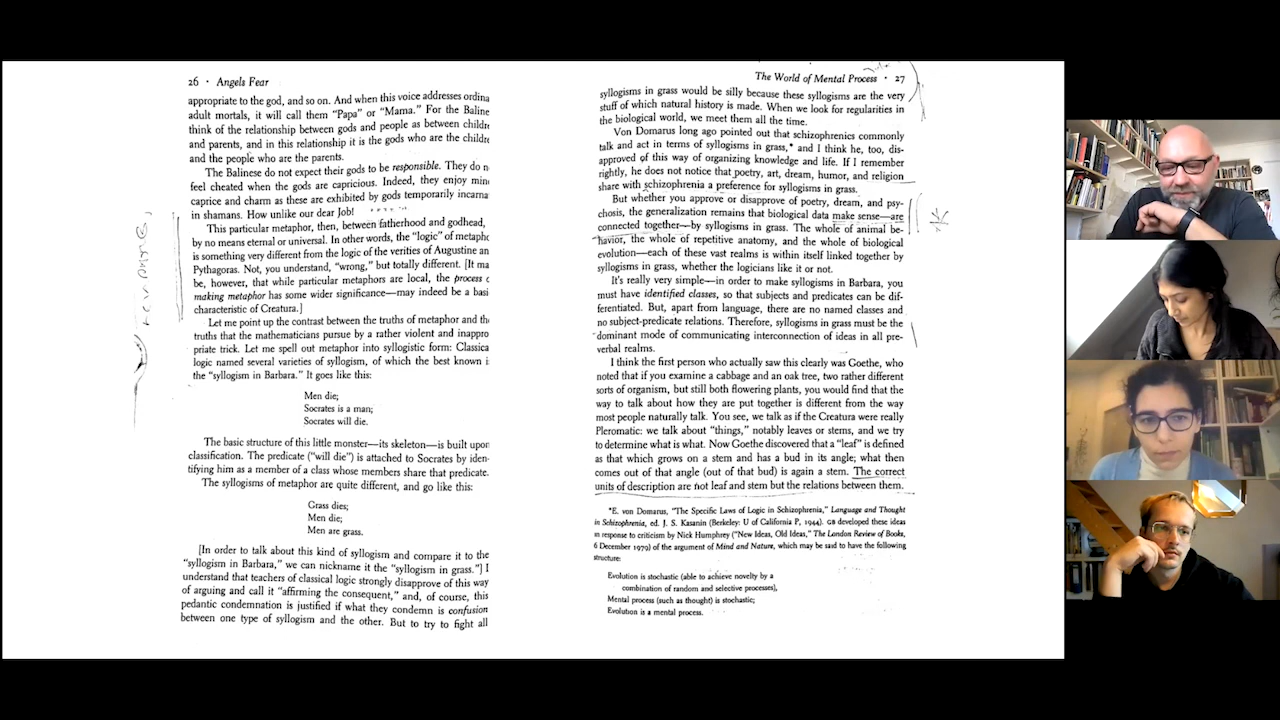 26 · Angels Fear
appropriate to the god, and so on. And when this voice addresses ordina
adult mortals, it will call them "Papa" or "Mama." For the Baline
think of the relationship between gods and people as between childre
and parents, and in this relationship it is the gods who are the childre
and the people who are the parents.
The Balinese do not expect their gods to be responsible. They do n
feel cheated when the gods are capricious. Indeed, they enjoy mino
caprice and charm as these are exhibited by gods temporarily incarna
in shamans. How unlike our dear Job!
This particular metaphor, then, between fatherhood and godhead,
by no means eternal or universal. In other words, the "logic" of metapho
is something very different from the logic of the verities of Augustine an
Pythagoras. Not, you understand, "wrong," but totally different. [It ma
be, however, that while particular metaphors are local, the process o
making metaphor has some wider significance—may indeed be a basi
characteristic of Creatura.]
Let me point up the contrast between the truths of metaphor and the
truths that the mathematicians pursue by a rather violent and inappro
priate trick. Let me spell out metaphor into syllogistic form: Classica
logic named several varieties of syllogism, of which the best known i
the "syllogism in Barbara." It goes like this:
Men die;
Socrates is a man;
Socrates will die.
The basic structure of this little monster—its skeleton—is built upon
classification. The predicate ("will die") is attached to Socrates by iden-
tifying him as a member of a class whose members share that predicate.
The syllogisms of metaphor are quite different, and go like this:
Grass dies;
Men die;
Men are grass.
[In order to talk about this kind of syllogism and compare it to the
"syllogism in Barbara," we can nickname it the "syllogism in grass."] I
understand that teachers of classical logic strongly disapprove of this way
of arguing and call it "affirming the consequent," and, of course, this
pedantic condemnation is justified if what they condemn is confusion
between one type of syllogism and the other. But to try to fight all
The World of Mental Process · 27
syllogisms in grass would be silly because these syllogisms are the very
stuff of which natural history is made. When we look for regularities in
the biological world, we meet them all the time.
Von Domarus long ago pointed out that schizophrenics commonly
talk and act in terms of syllogisms in grass,* and I think he, too, dis-
approved of this way of organizing knowledge and life. If I remember
rightly, he does not notice that poetry, art, dream, humor, and religion
share with schizophrenia a preference for syllogisms in grass.
But whether you approve or disapprove of poetry, dream, and psy-
chosis, the generalization remains that biological data make sense—are
connected together—by syllogisms in grass. The whole of animal be-
havior, the whole of repetitive anatomy, and the whole of biological
evolution—each of these vast realms is within itself linked together by
syllogisms in grass, whether the logicians like it or not.
It's really very simple—in order to make syllogisms in Barbara, you
must have identified classes, so that subjects and predicates can be dif-
ferentiated. But, apart from language, there are no named classes and
no subject-predicate relations. Therefore, syllogisms in grass must be the
dominant mode of communicating interconnection of ideas in all pre-
verbal realms.
I think the first person who actually saw this clearly was Goethe, who
noted that if you examine a cabbage and an oak tree, two rather different
sorts of organism, but still both flowering plants, you would find that the
way to talk about how they are put together is different from the way
most people naturally talk. You see, we talk as if the Creatura were really
Pleromatic: we talk about "things," notably leaves or stems, and we try
to determine what is what. Now Goethe discovered that a "leaf" is defined
as that which grows on a stem and has a bud in its angle; what then
comes out of that angle (out of that bud) is again a stem. The correct
units of description are not leaf and stem but the relations between them.
*E. von Domarus, "The Specific Laws of Logic in Schizophrenia," Language and Thought
in Schizophrenia, ed. J. S. Kasanin (Berkeley: U of California P, 1944). GB developed these ideas
in response to criticism by Nick Humphrey ("New Ideas, Old Ideas," The London Review of Books,
6 December 1979) of the argument of Mind and Nature, which may be said to have the following
structure:
Evolution is stochastic (able to achieve novelty by a
combination of random and selective processes),
Mental process (such as thought) is stochastic;
Evolution is a mental process.